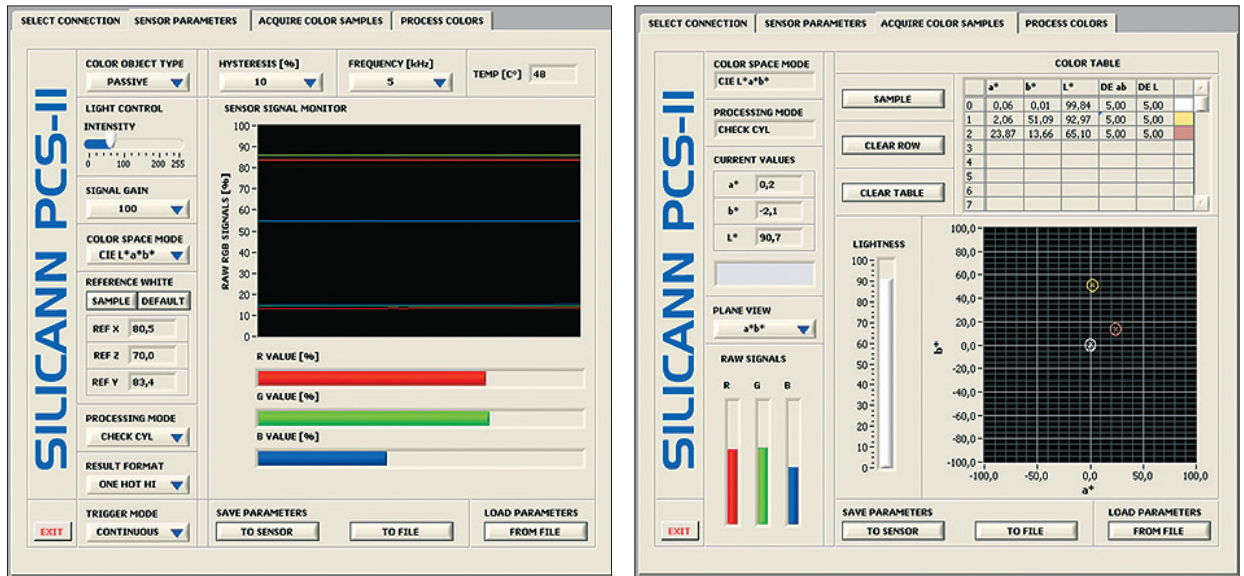 SELECT CONNECTION SENSOR PARAMETERS ACQUIRE COLOR SAMPLES PROCESS COLORS
SILICANN PCS-II
COLOR OBJECT TYPE
PASSIVE
HYSTERESIS [%]
10
FREQUENCY [kHz]
5
TEMP [C°] 48
LIGHT CONTROL
INTENSITY
0 100 200 255
SIGNAL GAIN
100
COLOR SPACE MODE
CIE L*a*b*
REFERENCE WHITE
SAMPLE DEFAULT
REF X 80,5
REF Z 70,0
REF Y 83,4
PROCESSING MODE
CHECK CYL
RESULT FORMAT
ONE HOT HI
TRIGGER MODE
CONTINUOUS
EXIT
SENSOR SIGNAL MONITOR
RAW RGB SIGNALS [%]
100
90
80
70
60
50
40
30
20
10
0
R VALUE [%]
G VALUE [%]
B VALUE [%]
SAVE PARAMETERS
TO SENSOR
TO FILE
LOAD PARAMETERS
FROM FILE
SELECT CONNECTION SENSOR PARAMETERS ACQUIRE COLOR SAMPLES PROCESS COLORS
SILICANN PCS-II
COLOR SPACE MODE
CIE L*a*b*
PROCESSING MODE
CHECK CYL
CURRENT VALUES
a* 0,2
b* -2,1
L* 90,7
PLANE VIEW
a*b*
RAW SIGNALS
R G B
EXIT
SAMPLE
CLEAR ROW
CLEAR TABLE
COLOR TABLE
a* b* L* DE ab DE L
0 0,06 0,01 99,84 5,00 5,00
1 2,06 51,09 92,97 5,00 5,00
2 23,87 13,66 65,10 5,00 5,00
3
4
5
6
7
LIGHTNESS
100
90
80
70
60
50
40
30
20
10
0
b*
100,0
80,0
60,0
40,0
20,0
0,0
-20,0
-40,0
-60,0
-80,0
-100,0
-100,0 -50,0 0,0 50,0 100,0
a*
SAVE PARAMETERS
TO SENSOR
TO FILE
LOAD PARAMETERS
FROM FILE